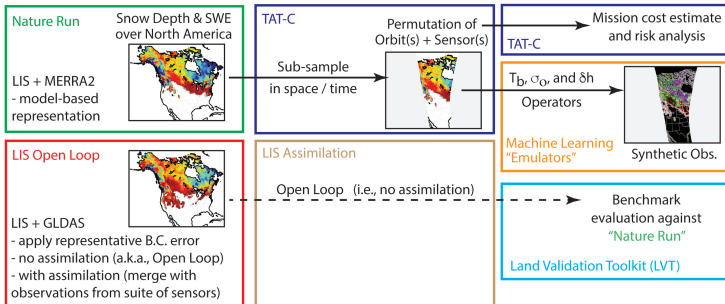 Nature Run
Snow Depth & SWE
over North America
LIS + MERRA2
- model-based
representation
TAT-C
Permutation of
Orbit(s) + Sensor(s)
Sub-sample
in space / time
Mission cost estimate
and risk analysis
TAT-C
Tb, σo, and δh
Operators
Machine Learning
"Emulators"
Synthetic Obs.
LIS Open Loop
LIS + GLDAS
- apply representative B.C. error
- no assimilation (a.k.a., Open Loop)
- with assimilation (merge with
observations from suite of sensors)
LIS Assimilation
Open Loop (i.e., no assimilation)
Benchmark
evaluation against
"Nature Run"
Land Validation Toolkit (LVT)